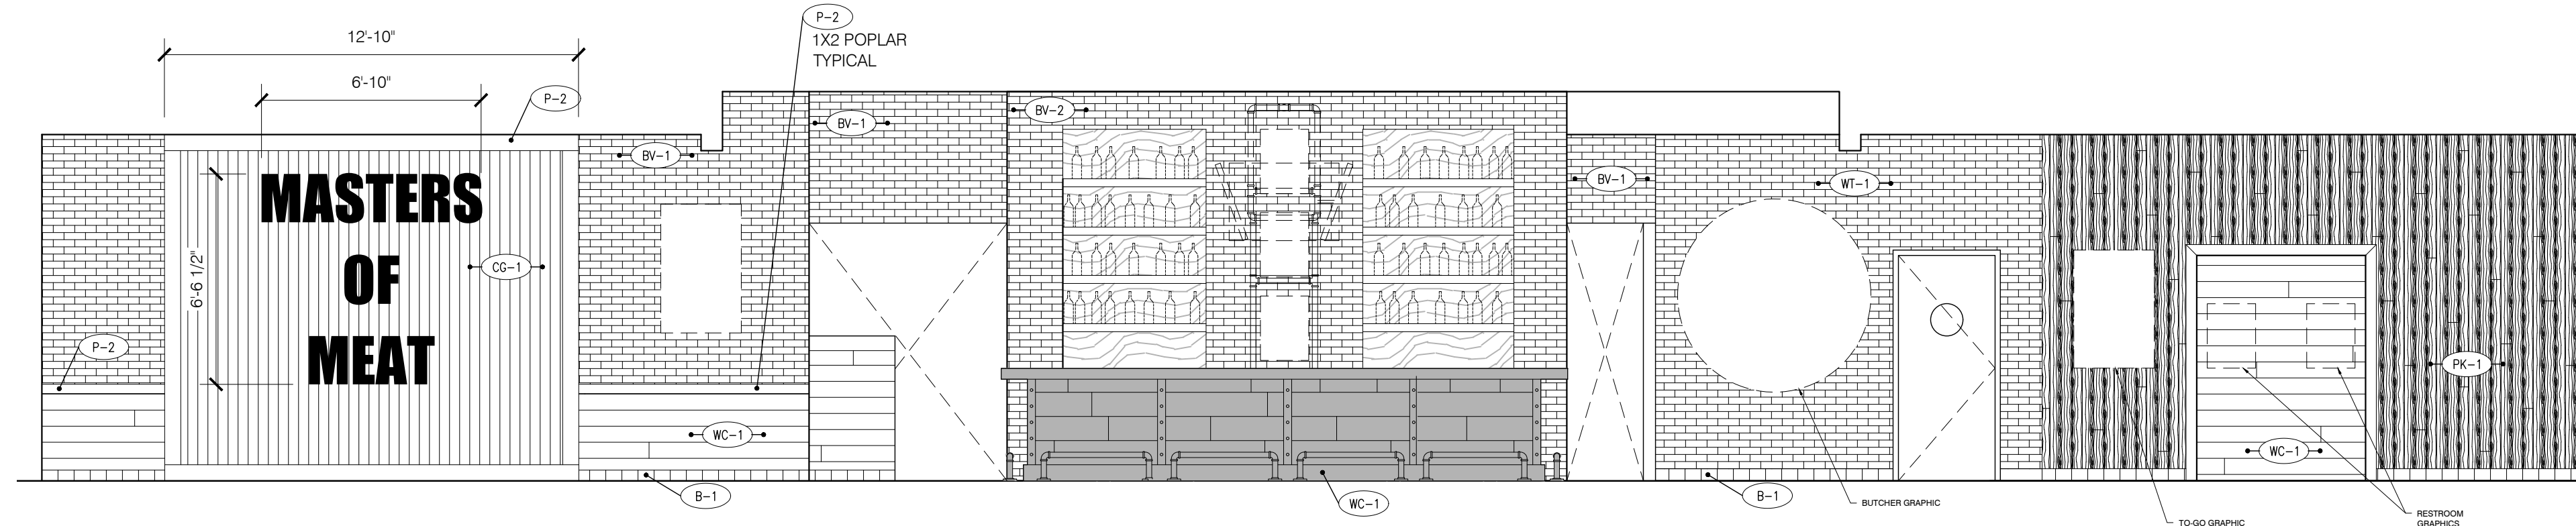 P-2
1X2 POPLAR
TYPICAL
12'-10"
6'-10"
P-2
BV-1
BV-1
BV-2
BV-1
WT-1
MASTERS
OF
MEAT
6'-6 1/2"
CG-1
P-2
PK-1
WC-1
WC-1
B-1
WC-1
B-1
BUTCHER GRAPHIC
TO-GO GRAPHIC
RESTROOM
GRAPHICS